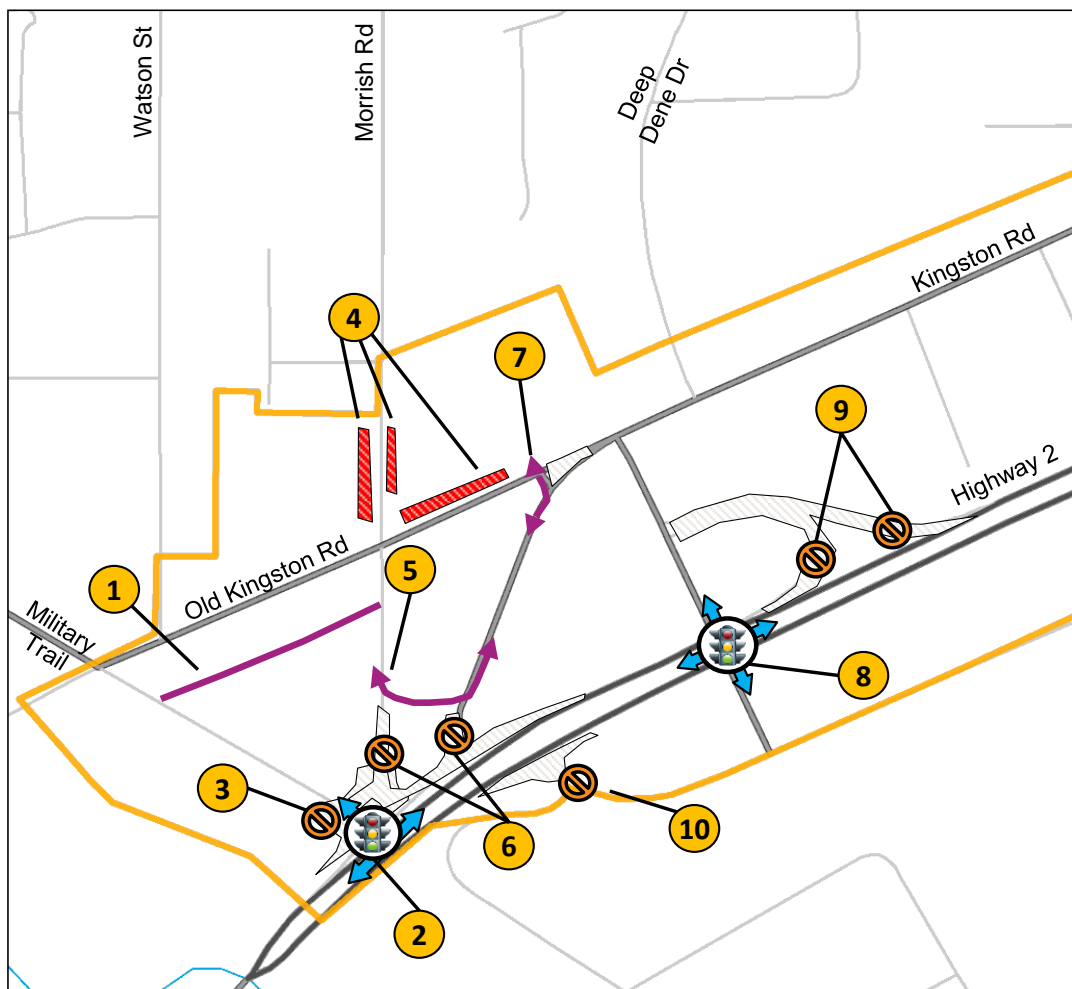 Watson St
Morrish Rd
Deep
Dene Dr
Kingston Rd
4
7
9
Highway 2
Old Kingston Rd
1
5
Military
Trail
8
3
6
10
2